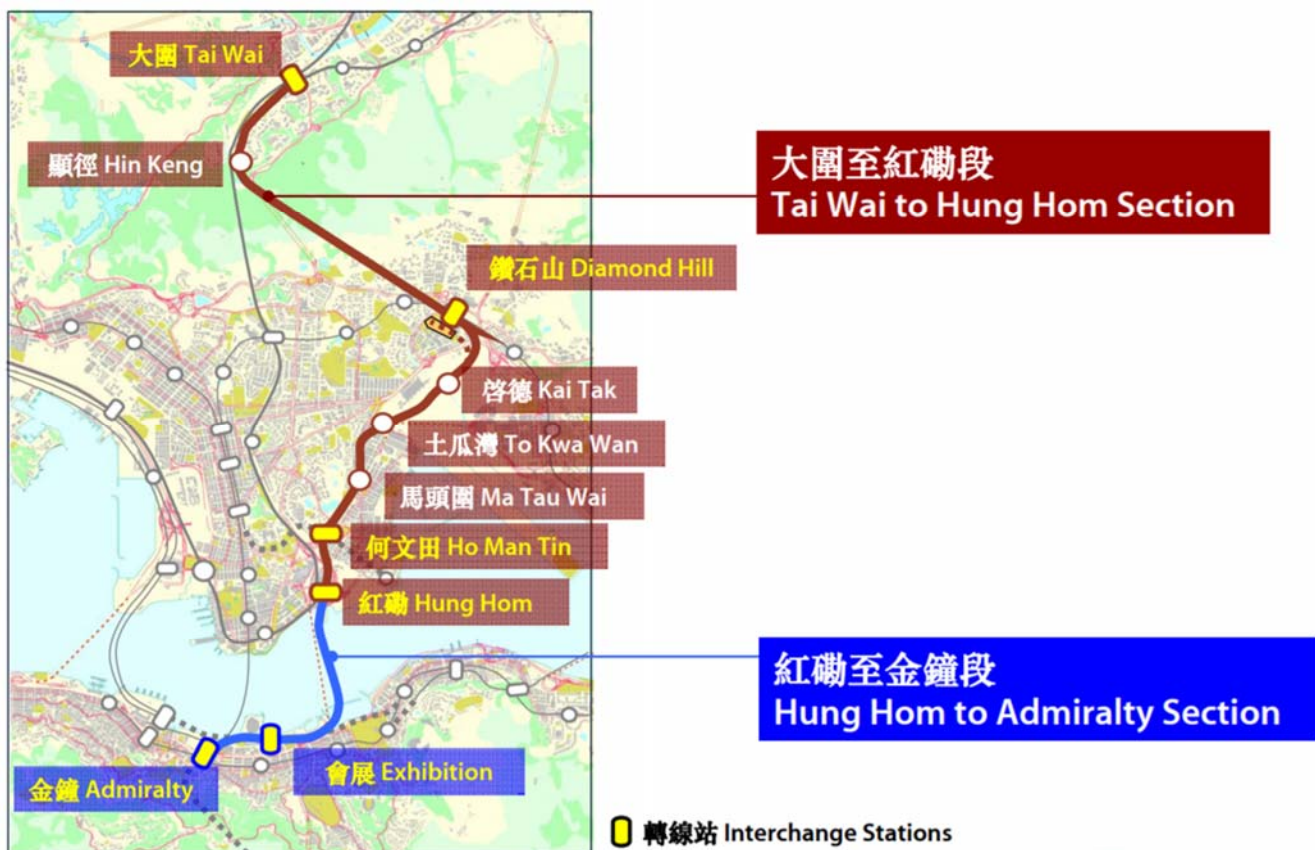 大圍 Tai Wai
顯徑 Hin Keng
大圍至紅磡段
Tai Wai to Hung Hom Section
鑽石山 Diamond Hill
啓德 Kai Tak
土瓜灣 To Kwa Wan
馬頭圍 Ma Tau Wai
何文田 Ho Man Tin
紅磡 Hung Hom
紅磡至金鐘段
Hung Hom to Admiralty Section
會展 Exhibition
金鐘 Admiralty
轉線站 Interchange Stations